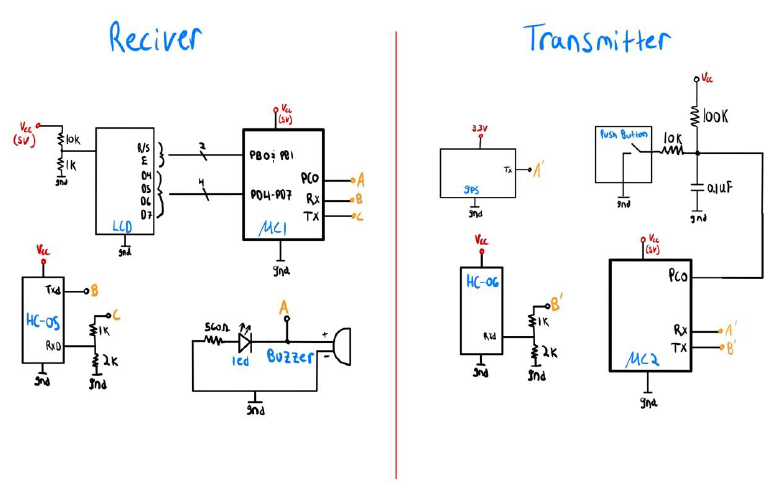 Reciver
Vcc
(5V)
10K
1K
gnd
R/S
E
D4
D5
D6
D7
LCD
gnd
2
4
Vcc
(5V)
PB0; PB1
PD4-PD7
PC0
Rx
TX
MC1
gnd
A
B
C
Vcc
Txd
HC-05
RXD
gnd
B
C
1K
2K
gnd
A
560Ω
led
Buzzer
+
-
gnd
Transmitter
3.3V
Tx
A'
GPS
gnd
Push Button
gnd
10K
Vcc
100K
0.1uF
gnd
Vcc
HC-06
Rxd
gnd
B'
1K
2K
gnd
Vcc
(5V)
PC0
Rx
TX
MC2
gnd
A'
B'